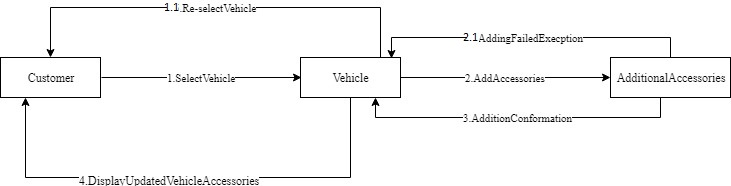 1.1.Re-selectVehicle
2.1AddingFailedExecption
Customer
1.SelectVehicle
Vehicle
2.AddAccessories
AdditionalAccessories
3.AdditionConformation
4.DisplayUpdatedVehicleAccessories